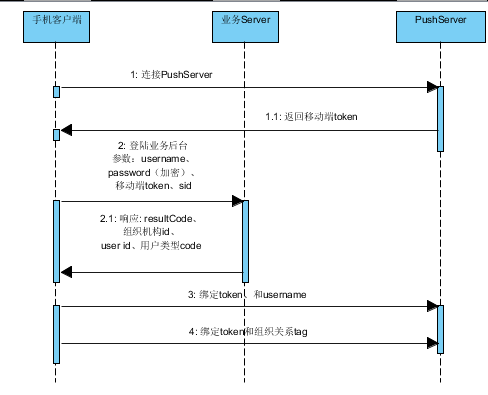 手机客户端
业务Server
PushServer
1: 连接PushServer
1.1: 返回移动端token
2: 登陆业务后台
参数：username、
password（加密）、
移动端token、sid
2.1: 响应: resultCode、
组织机构id、
user id、用户类型code
3: 绑定token、和username
4: 绑定token和组织关系tag